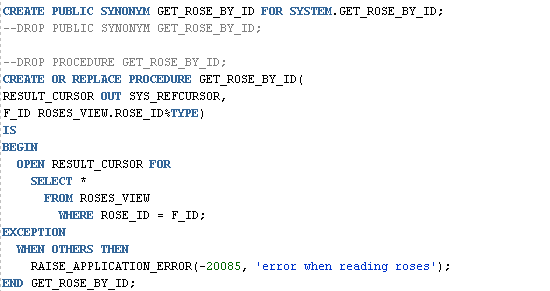 CREATE PUBLIC SYNONYM GET_ROSE_BY_ID FOR SYSTEM.GET_ROSE_BY_ID;
--DROP PUBLIC SYNONYM GET_ROSE_BY_ID;
--DROP PROCEDURE GET_ROSE_BY_ID;
CREATE OR REPLACE PROCEDURE GET_ROSE_BY_ID(
RESULT_CURSOR OUT SYS_REFCURSOR,
F_ID ROSES_VIEW.ROSE_ID%TYPE)
IS
BEGIN
OPEN RESULT_CURSOR FOR
SELECT *
FROM ROSES_VIEW
WHERE ROSE_ID = F_ID;
EXCEPTION
WHEN OTHERS THEN
RAISE_APPLICATION_ERROR(-20085, 'error when reading roses');
END GET_ROSE_BY_ID;